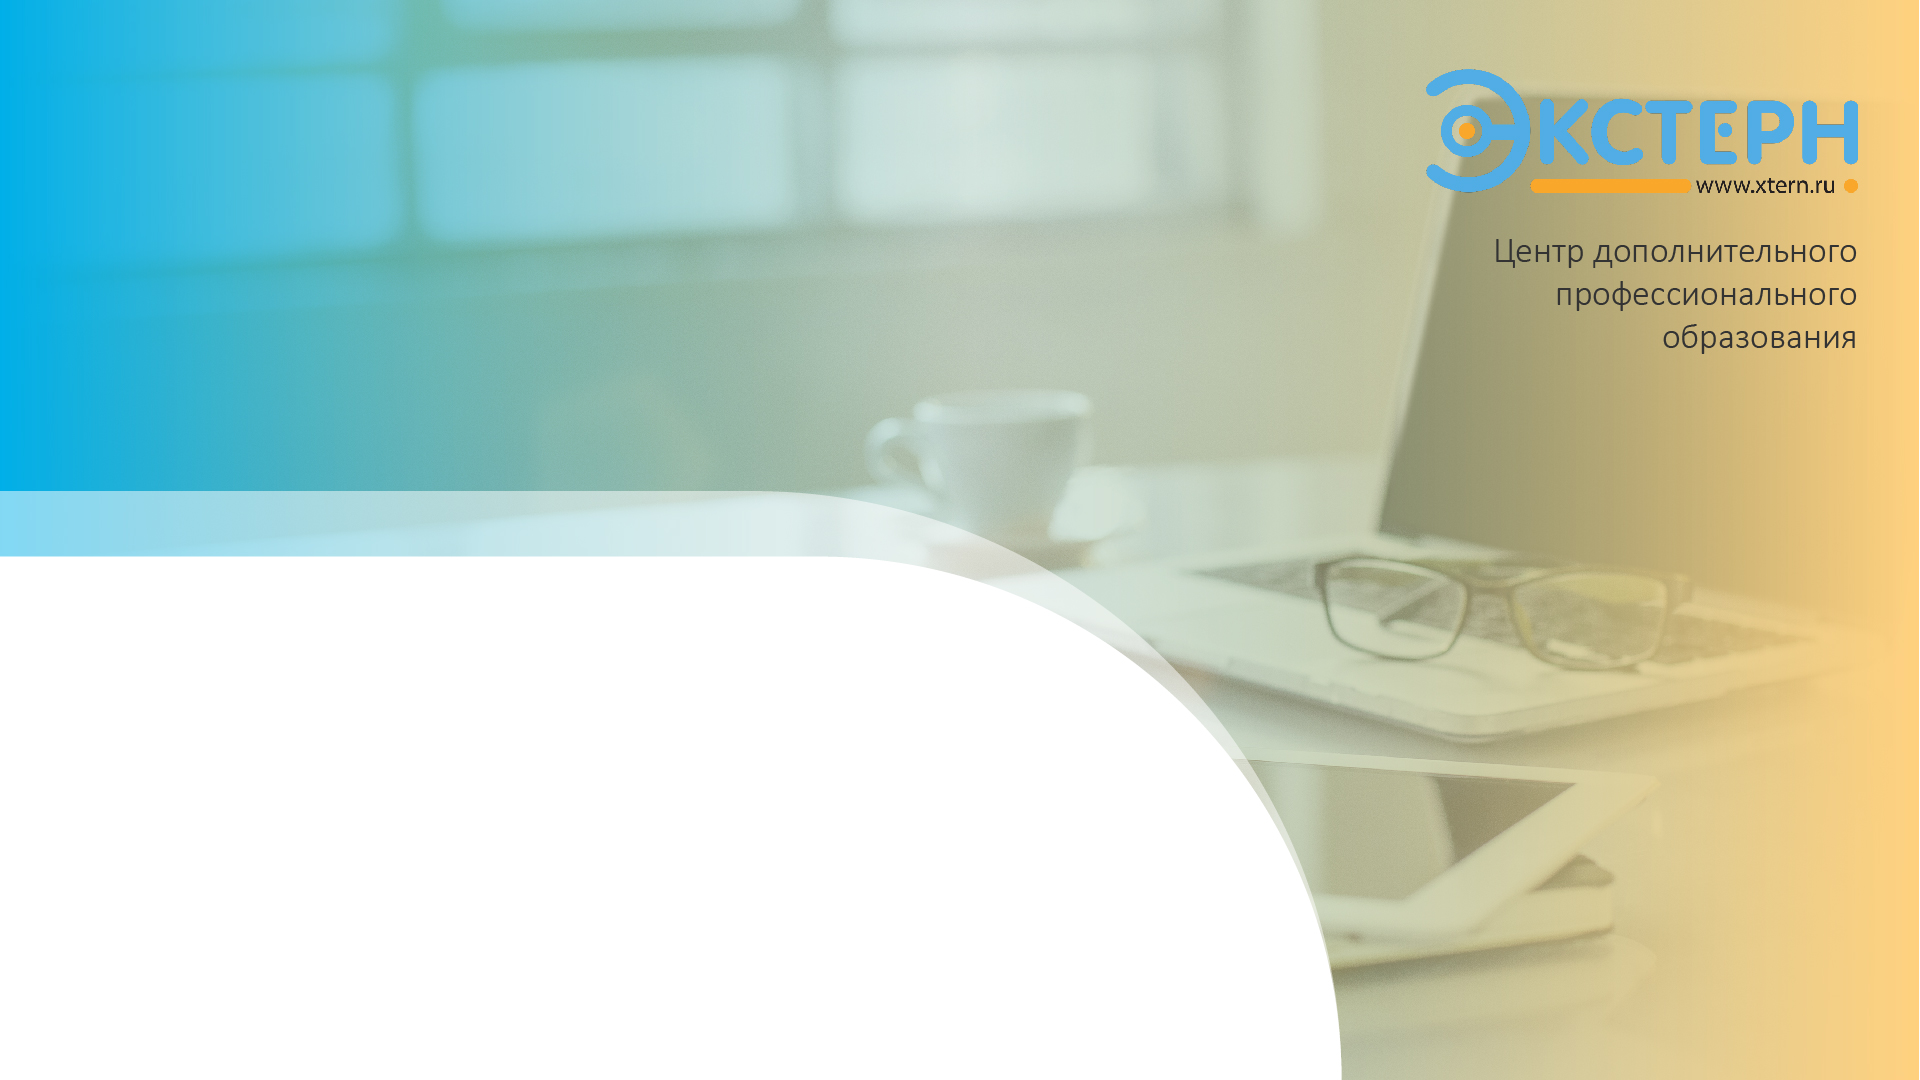 ЭКСТЕРН
www.xtern.ru
Центр дополнительного
профессионального
образования